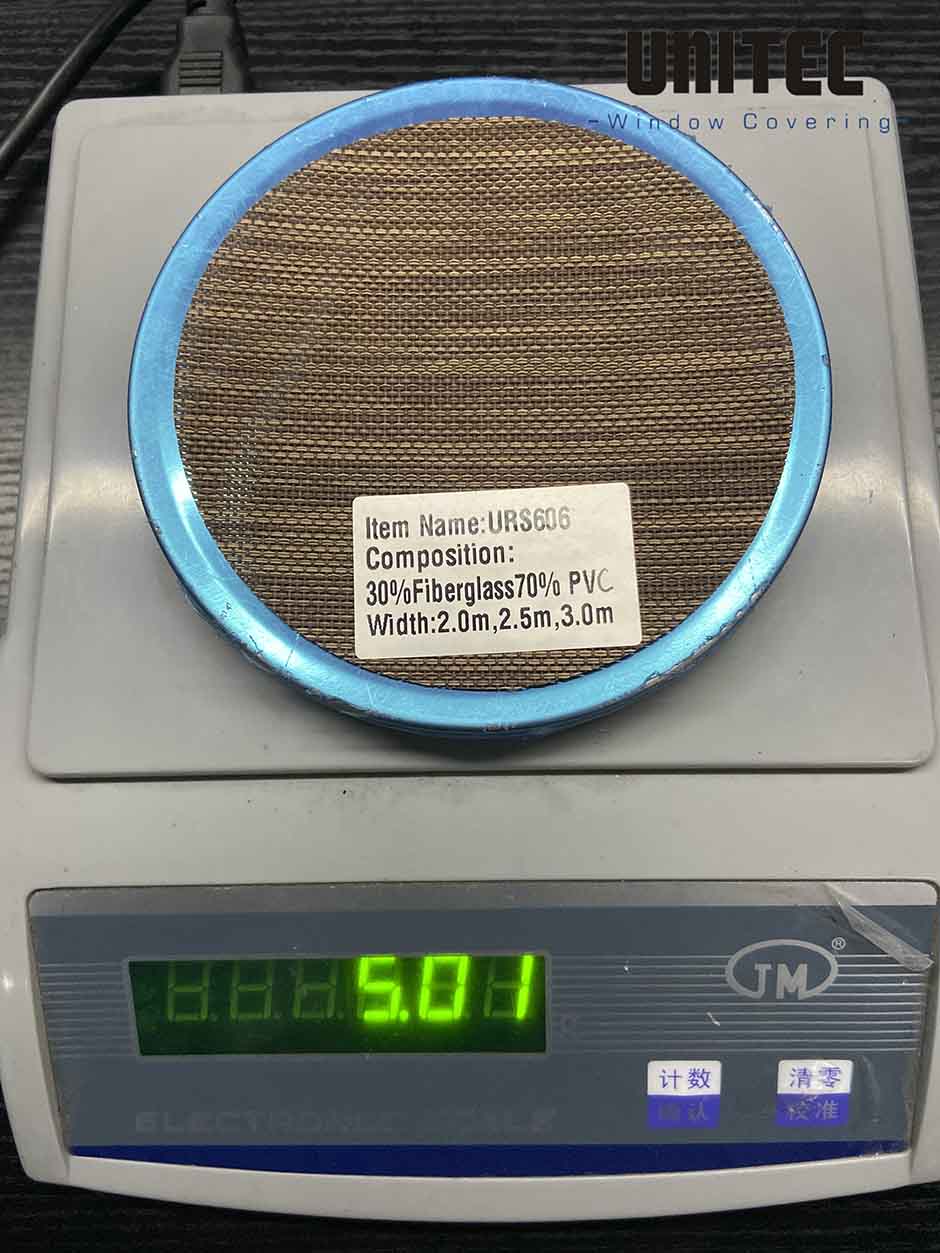 UNITEC
-Window Covering-
Item Name:URS606
Composition:
30%Fiberglass70% PVC
Width:2.0m,2.5m,3.0m
5.01
JM®
计数
清零
确认
校准
ELECTRONIC SCALE